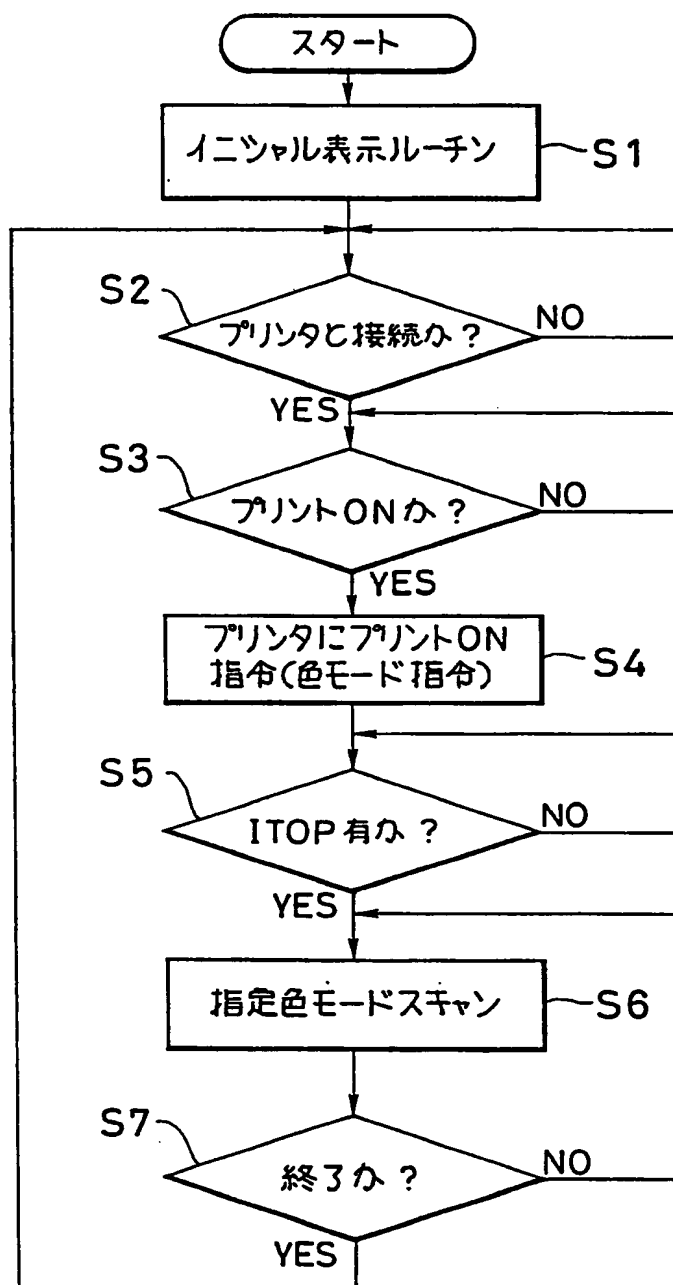 スタート
イニシャル表示ルーチン
S1
S2
プリンタと接続か?
NO
YES
S3
プリントONか?
NO
YES
プリンタにプリントON
指令(色モード指令)
S4
S5
ITOP有か?
NO
YES
指定色モードスキャン
S6
S7
終了か?
NO
YES